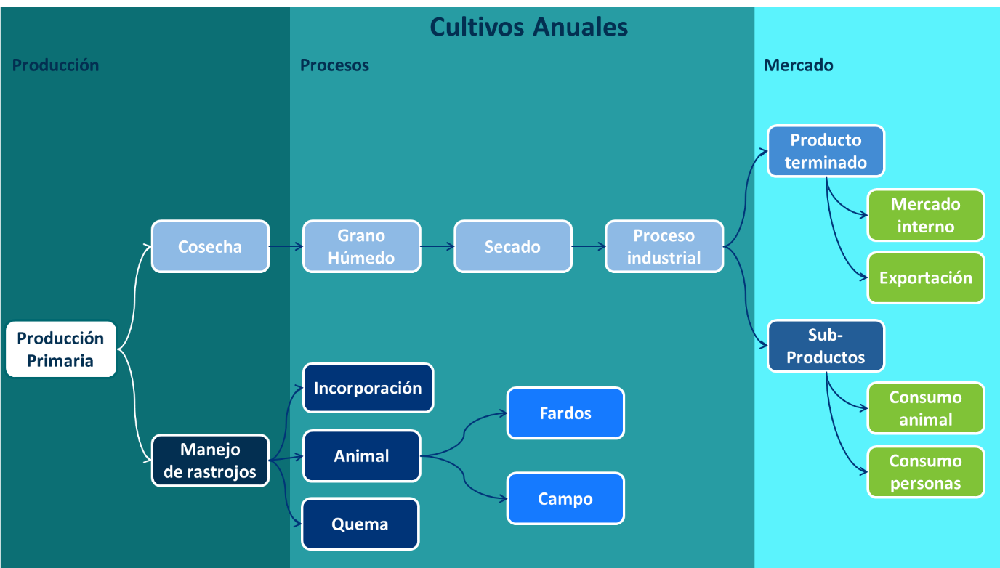 Cultivos Anuales
Producción
Procesos
Mercado
Producto
terminado
Mercado
interno
Cosecha
Grano
Húmedo
Secado
Proceso
industrial
Exportación
Producción
Primaria
Sub-
Productos
Incorporación
Consumo
animal
Fardos
Manejo
de rastrojos
Animal
Consumo
personas
Campo
Quema